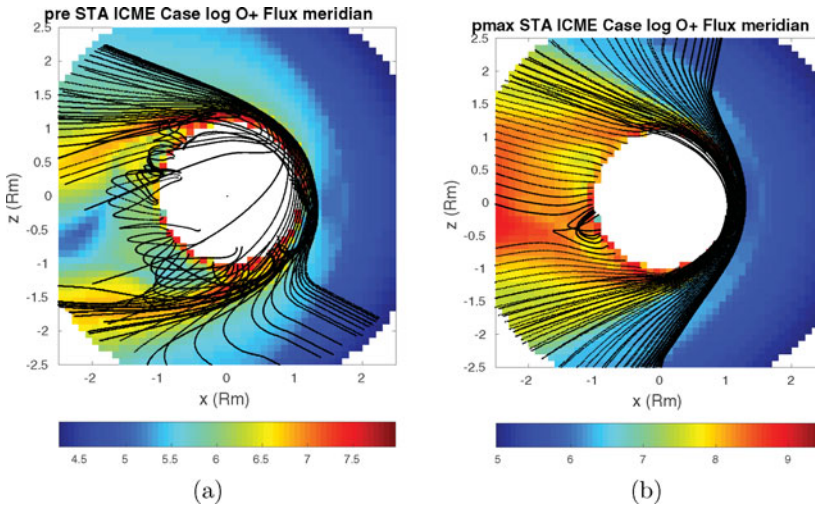 pre STA ICME Case log O+ Flux meridian
2.5
2
1.5
1
0.5
0
-0.5
-1
-1.5
-2
-2.5
z (Rm)
-2 -1 0 1 2
x (Rm)
4.5 5 5.5 6 6.5 7 7.5
(a)
pmax STA ICME Case log O+ Flux meridian
2.5
2
1.5
1
0.5
0
-0.5
-1
-1.5
-2
-2.5
z (Rm)
-2 -1 0 1 2
x (Rm)
5 6 7 8 9
(b)